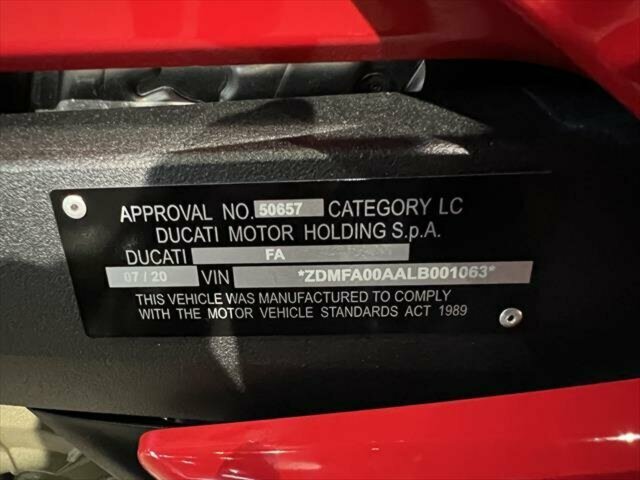 APPROVAL NO. 50657 CATEGORY LC
DUCATI MOTOR HOLDING S.p.A.
DUCATI FA
07/20 VIN *ZDMFA00AALB001063*
THIS VEHICLE WAS MANUFACTURED TO COMPLY
WITH THE MOTOR VEHICLE STANDARDS ACT 1989